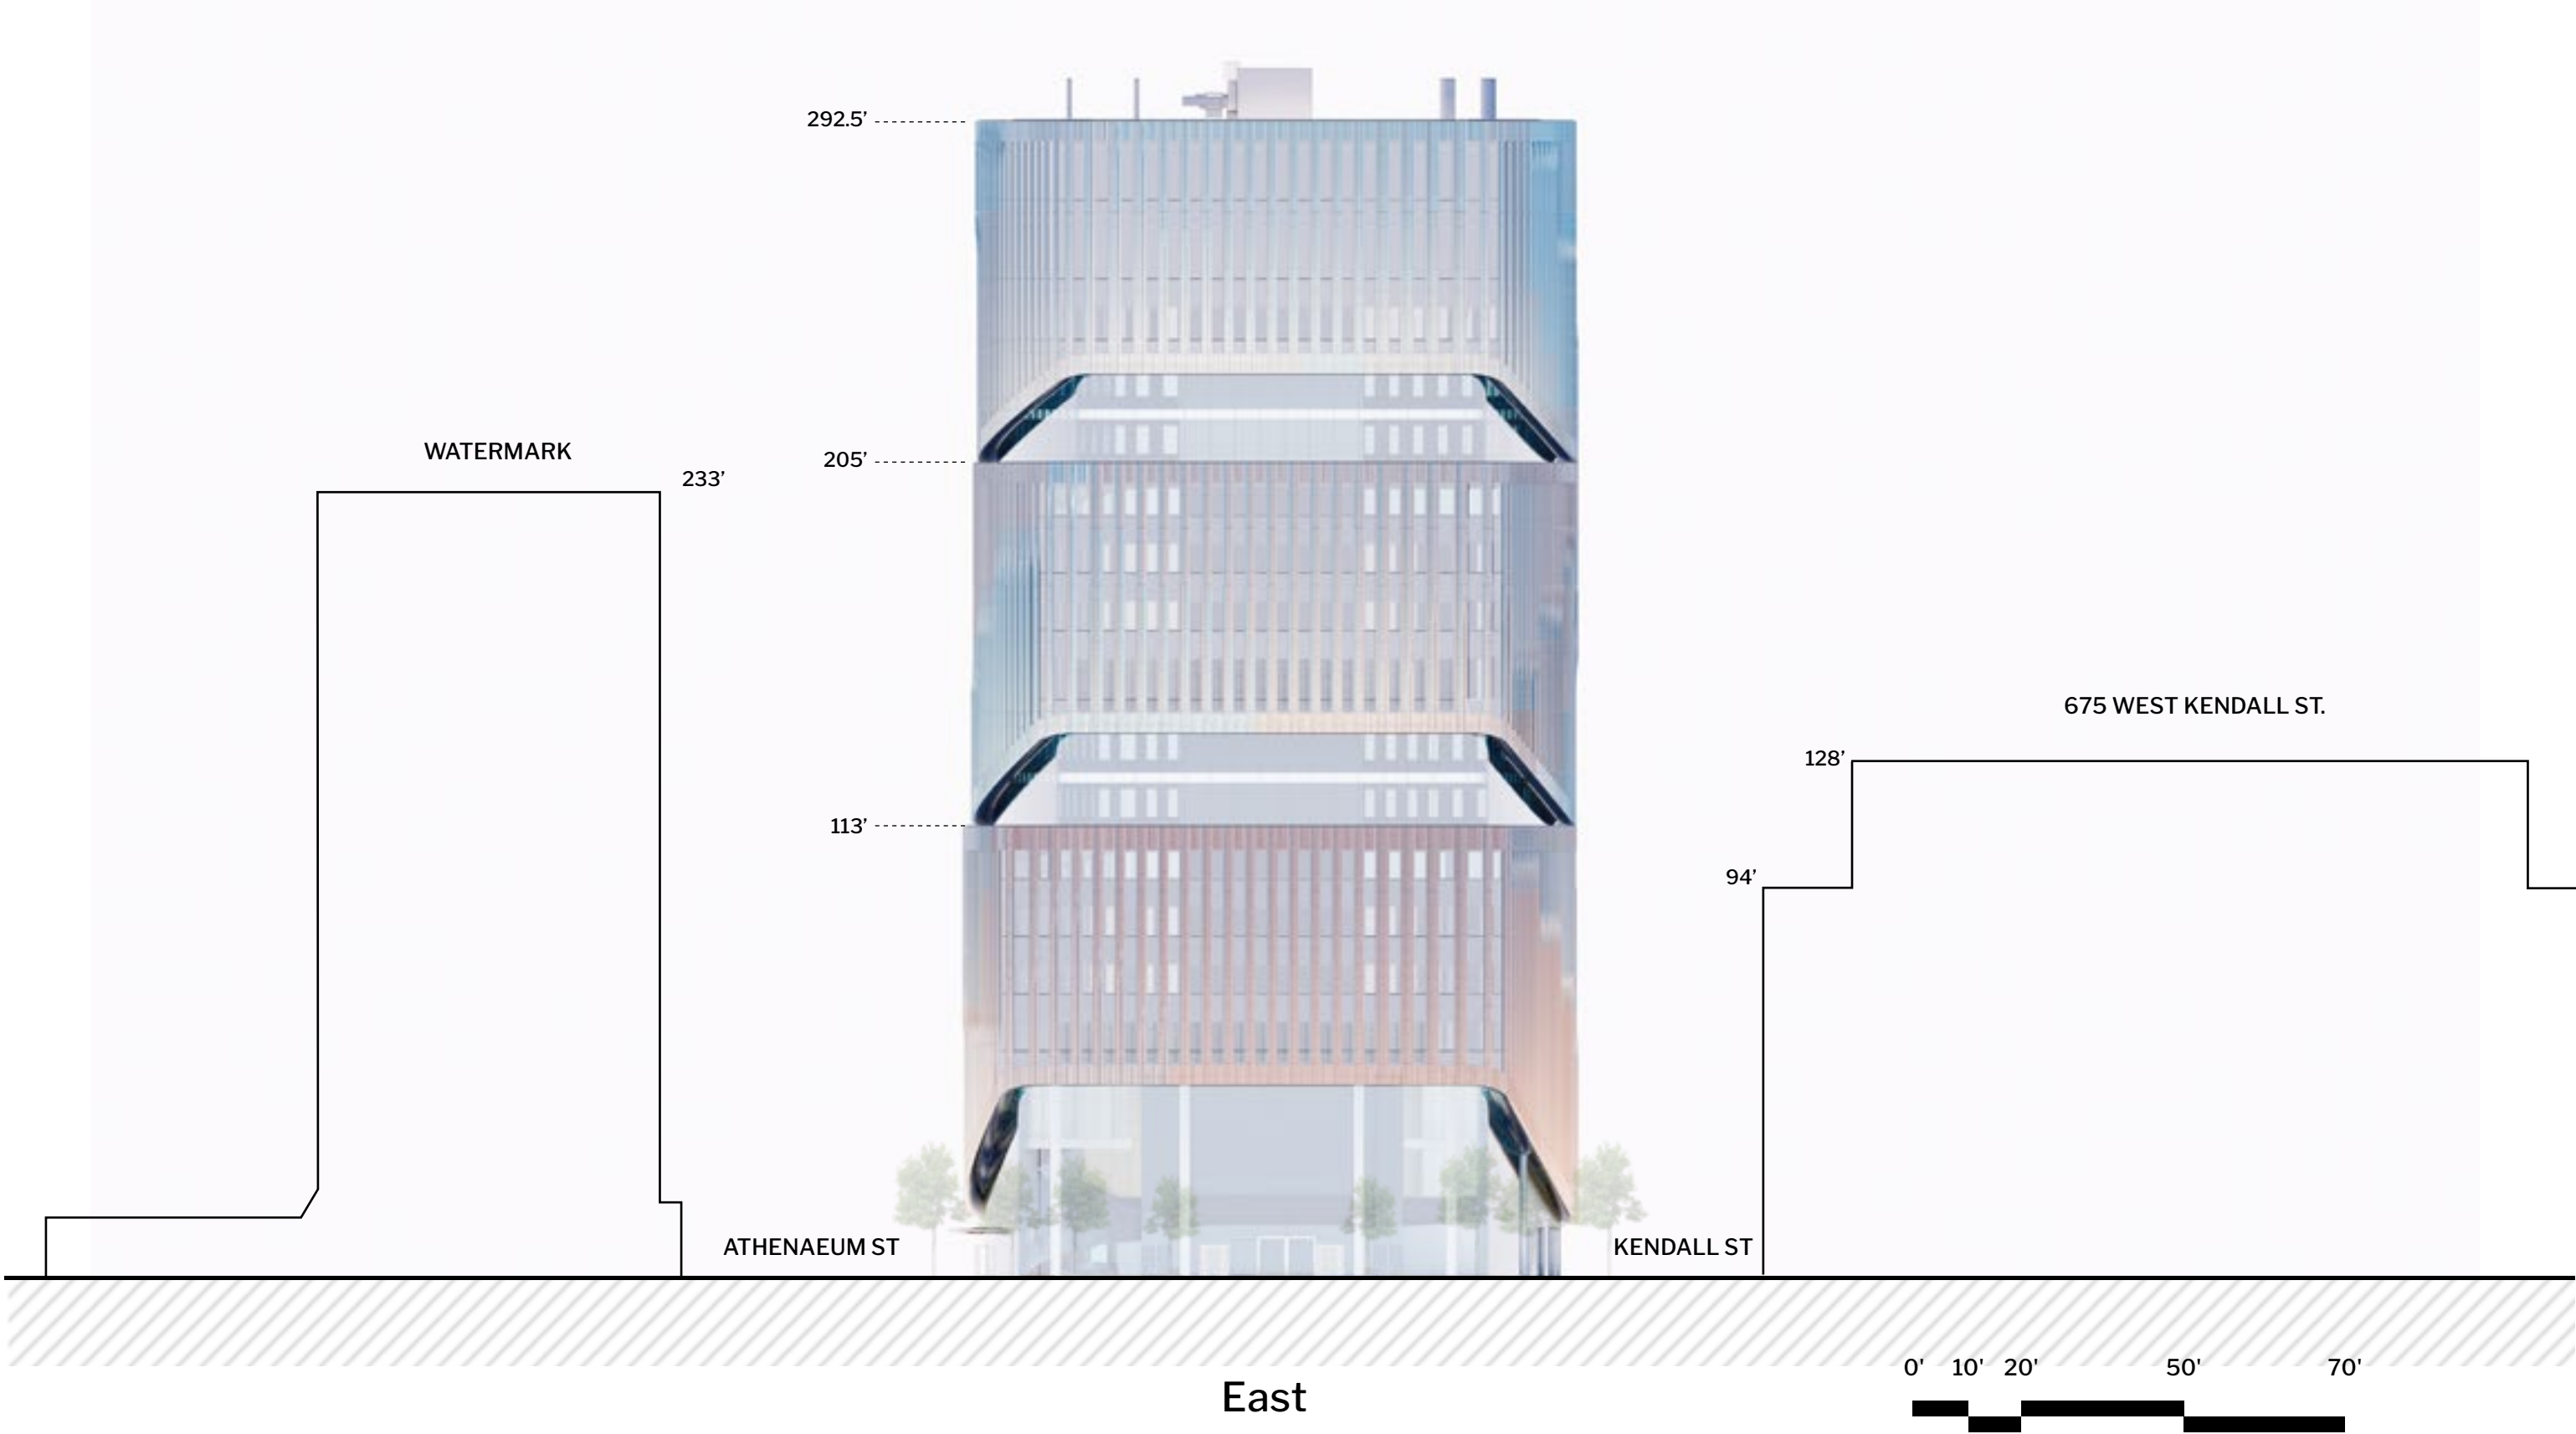 292.5’
WATERMARK
205’
233’
675 WEST KENDALL ST.
128’
113’
94’
ATHENAEUM ST
KENDALL ST
0' 10' 20' 50' 70'
East